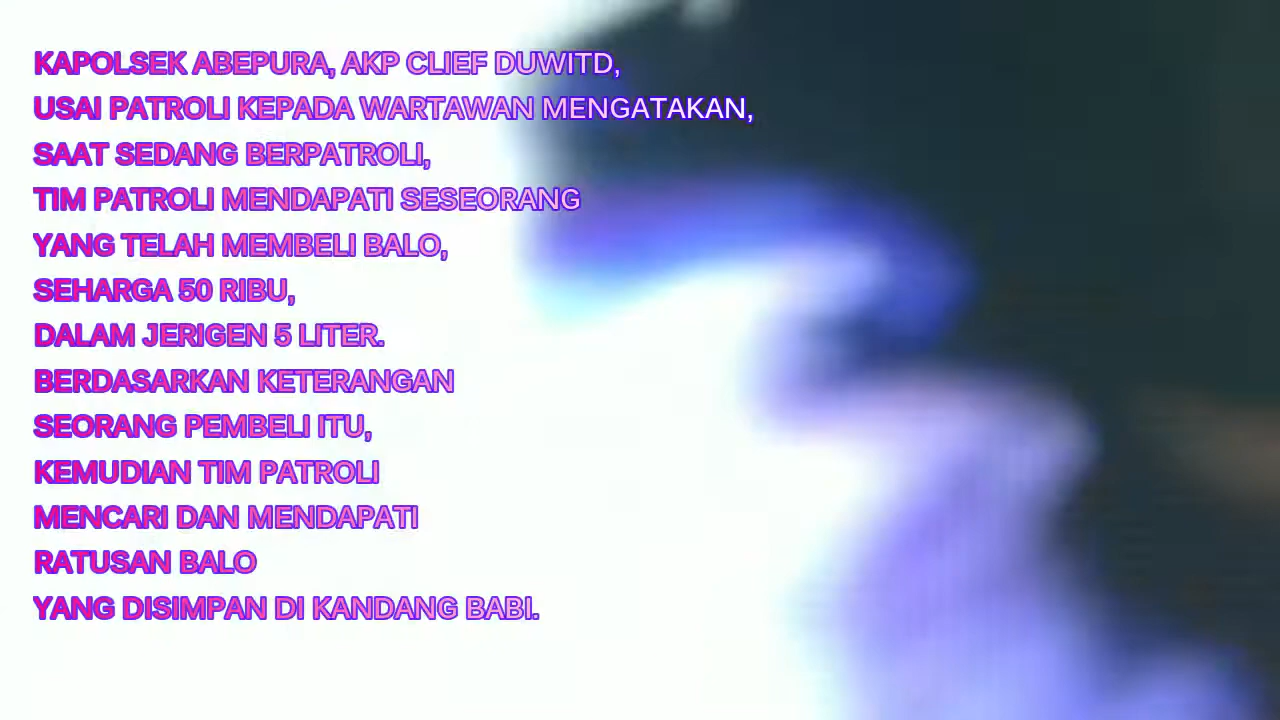 KAPOLSEK ABEPURA, AKP CLIEF DUWITD,
USAI PATROLI KEPADA WARTAWAN MENGATAKAN,
SAAT SEDANG BERPATROLI,
TIM PATROLI MENDAPATI SESEORANG
YANG TELAH MEMBELI BALO,
SEHARGA 50 RIBU,
DALAM JERIGEN 5 LITER.
BERDASARKAN KETERANGAN
SEORANG PEMBELI ITU,
KEMUDIAN TIM PATROLI
MENCARI DAN MENDAPATI
RATUSAN BALO
YANG DISIMPAN DI KANDANG BABI.